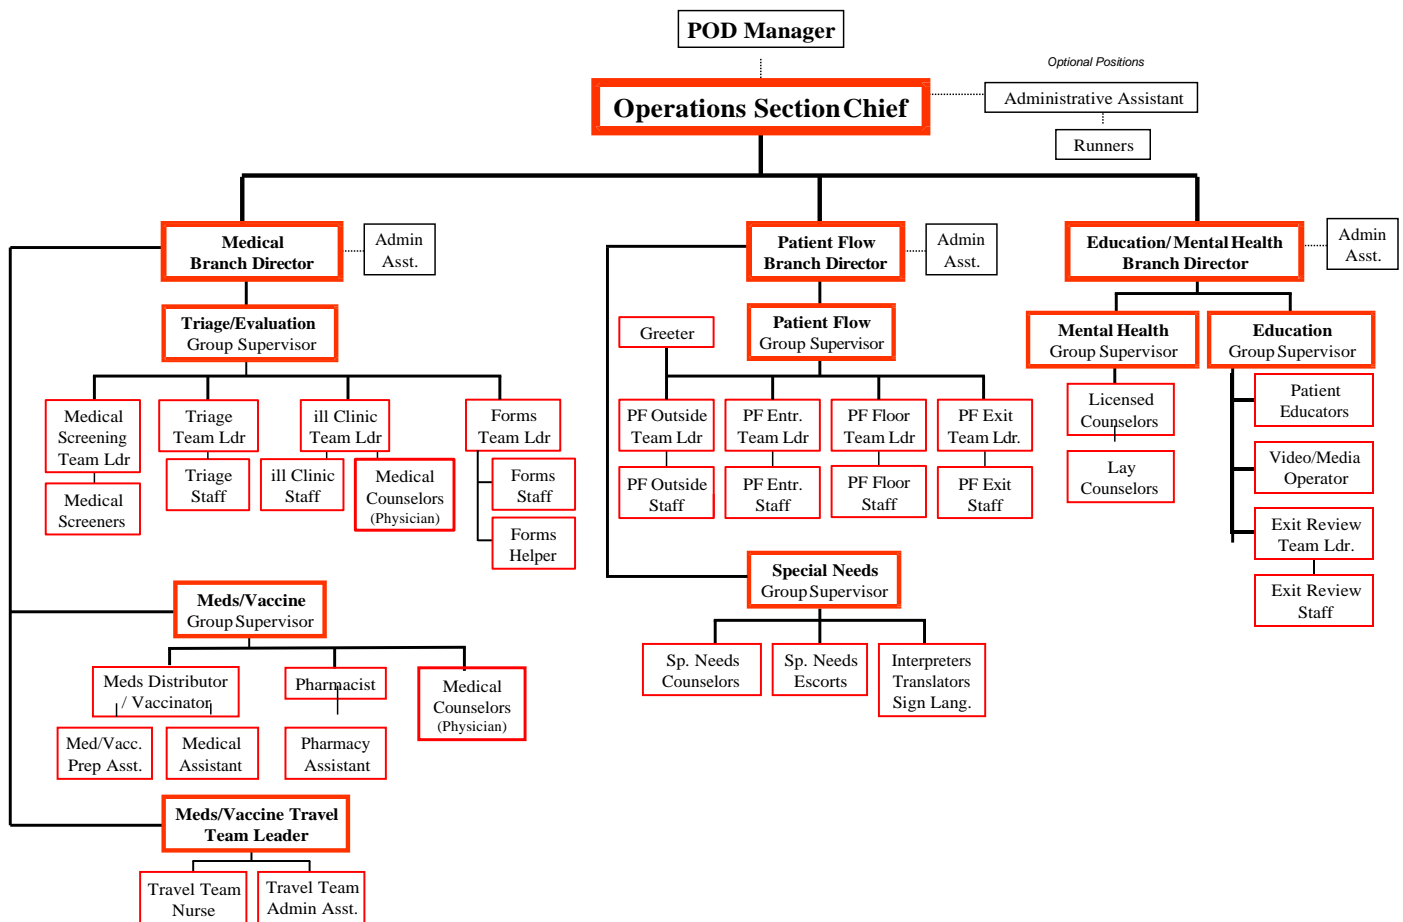 POD Manager
Optional Positions
Operations Section Chief
Administrative Assistant
Runners
Medical
Branch Director
Admin
Asst.
Patient Flow
Branch Director
Admin
Asst.
Education/ Mental Health
Branch Director
Admin
Asst.
Triage/Evaluation
Group Supervisor
Greeter
Patient Flow
Group Supervisor
Mental Health
Group Supervisor
Education
Group Supervisor
Medical
Screening
Team Ldr
Triage
Team Ldr
ill Clinic
Team Ldr
Forms
Team Ldr
PF Outside
Team Ldr
PF Entr.
Team Ldr
PF Floor
Team Ldr
PF Exit
Team Ldr.
Licensed
Counselors
Patient
Educators
Medical
Screeners
Triage
Staff
ill Clinic
Staff
Medical
Counselors
(Physician)
Forms
Staff
Forms
Helper
PF Outside
Staff
PF Entr.
Staff
PF Floor
Staff
PF Exit
Staff
Lay
Counselors
Video/Media
Operator
Exit Review
Team Ldr.
Exit Review
Staff
Meds/Vaccine
Group Supervisor
Special Needs
Group Supervisor
Meds Distributor
/ Vaccinator
Pharmacist
Medical
Counselors
(Physician)
Sp. Needs
Counselors
Sp. Needs
Escorts
Interpreters
Translators
Sign Lang.
Med/Vacc.
Prep Asst.
Medical
Assistant
Pharmacy
Assistant
Meds/Vaccine Travel
Team Leader
Travel Team
Nurse
Travel Team
Admin Asst.